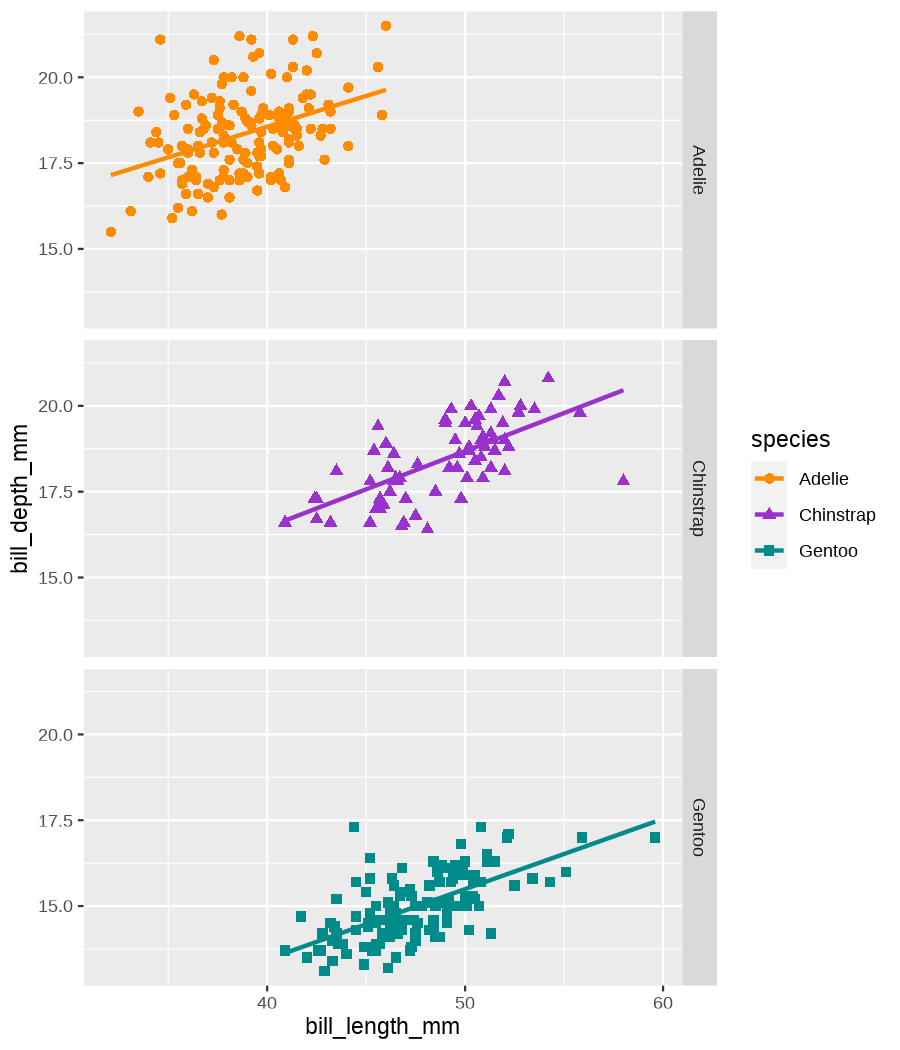 20.0
17.5
15.0
Adelie
20.0
17.5
15.0
Chinstrap
20.0
17.5
15.0
Gentoo
40 50 60
bill_length_mm
bill_depth_mm
species
Adelie
Chinstrap
Gentoo